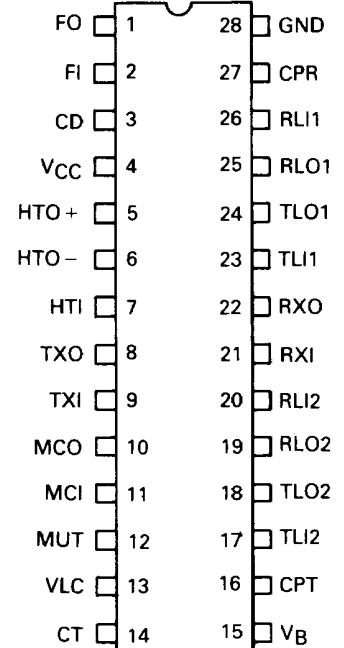 FO 1 28 GND
FI 2 27 CPR
CD 3 26 RLI1
VCC 4 25 RLO1
HTO+ 5 24 TLO1
HTO− 6 23 TLI1
HTI 7 22 RXO
TXO 8 21 RXI
TXI 9 20 RLI2
MCO 10 19 RLO2
MCI 11 18 TLO2
MUT 12 17 TLI2
VLC 13 16 CPT
CT 14 15 VB